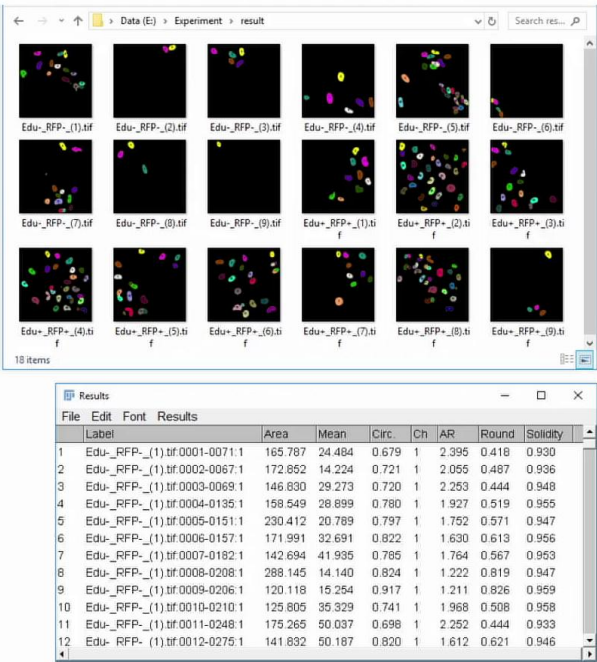 Data (E:) › Experiment › result
Search res...
Edu-_RFP-_(1).tif Edu-_RFP-_(2).tif Edu-_RFP-_(3).tif Edu-_RFP-_(4).tif Edu-_RFP-_(5).tif Edu-_RFP-_(6).tif
Edu-_RFP-_(7).tif Edu-_RFP-_(8).tif Edu-_RFP-_(9).tif Edu+_RFP+_(1).ti Edu+_RFP+_(2).ti Edu+_RFP+_(3).ti
f f f
Edu+_RFP+_(4).ti Edu+_RFP+_(5).ti Edu+_RFP+_(6).ti Edu+_RFP+_(7).ti Edu+_RFP+_(8).ti Edu+_RFP+_(9).ti
f f f f f f
18 items
Results
File Edit Font Results
Label Area Mean Circ. Ch AR Round Solidity
1 Edu-_RFP-_(1).tif:0001-0071:1 165.787 24.484 0.679 1 2.395 0.418 0.930
2 Edu-_RFP-_(1).tif:0002-0067:1 172.852 14.224 0.721 1 2.055 0.487 0.936
3 Edu-_RFP-_(1).tif:0003-0069:1 146.830 29.273 0.720 1 2.253 0.444 0.948
4 Edu-_RFP-_(1).tif:0004-0135:1 158.549 28.899 0.780 1 1.927 0.519 0.955
5 Edu-_RFP-_(1).tif:0005-0151:1 230.412 20.789 0.797 1 1.752 0.571 0.947
6 Edu-_RFP-_(1).tif:0006-0157:1 171.991 32.691 0.822 1 1.630 0.613 0.956
7 Edu-_RFP-_(1).tif:0007-0182:1 142.694 41.935 0.785 1 1.764 0.567 0.953
8 Edu-_RFP-_(1).tif:0008-0208:1 288.145 14.140 0.824 1 1.222 0.819 0.947
9 Edu-_RFP-_(1).tif:0009-0206:1 120.118 15.254 0.917 1 1.211 0.826 0.959
10 Edu-_RFP-_(1).tif:0010-0210:1 125.805 35.329 0.741 1 1.968 0.508 0.958
11 Edu-_RFP-_(1).tif:0011-0248:1 175.265 50.037 0.698 1 2.252 0.444 0.933
12 Edu-_RFP-_(1).tif:0012-0275:1 141.832 50.187 0.820 1 1.612 0.621 0.946